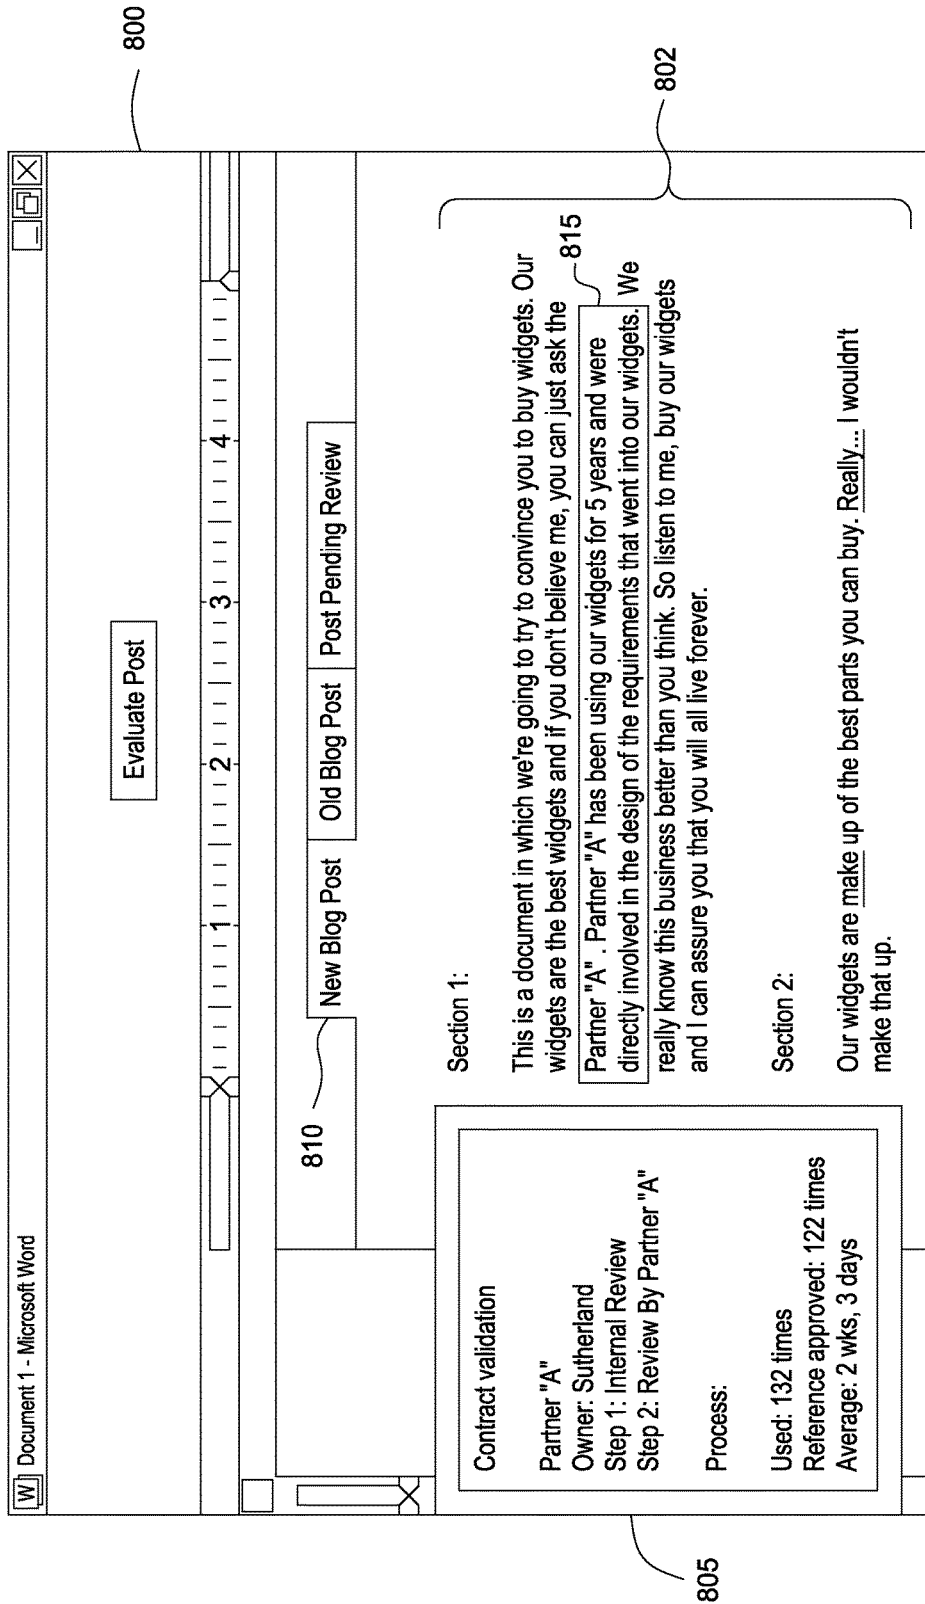 800
W Document 1 - Microsoft Word
Evaluate Post
1 2 3 4
810
New Blog Post Old Blog Post Post Pending Review
802
Section 1:
This is a document in which we're going to try to convince you to buy widgets. Our
widgets are the best widgets and if you don't believe me, you can just ask the
815
Partner "A" . Partner "A" has been using our widgets for 5 years and were
directly involved in the design of the requirements that went into our widgets. We
really know this business better than you think. So listen to me, buy our widgets
and I can assure you that you will all live forever.
Section 2:
Our widgets are make up of the best parts you can buy. Really... I wouldn't
make that up.
805
Contract validation
Partner "A"
Owner: Sutherland
Step 1: Internal Review
Step 2: Review By Partner "A"
Process:
Used: 132 times
Reference approved: 122 times
Average: 2 wks, 3 days